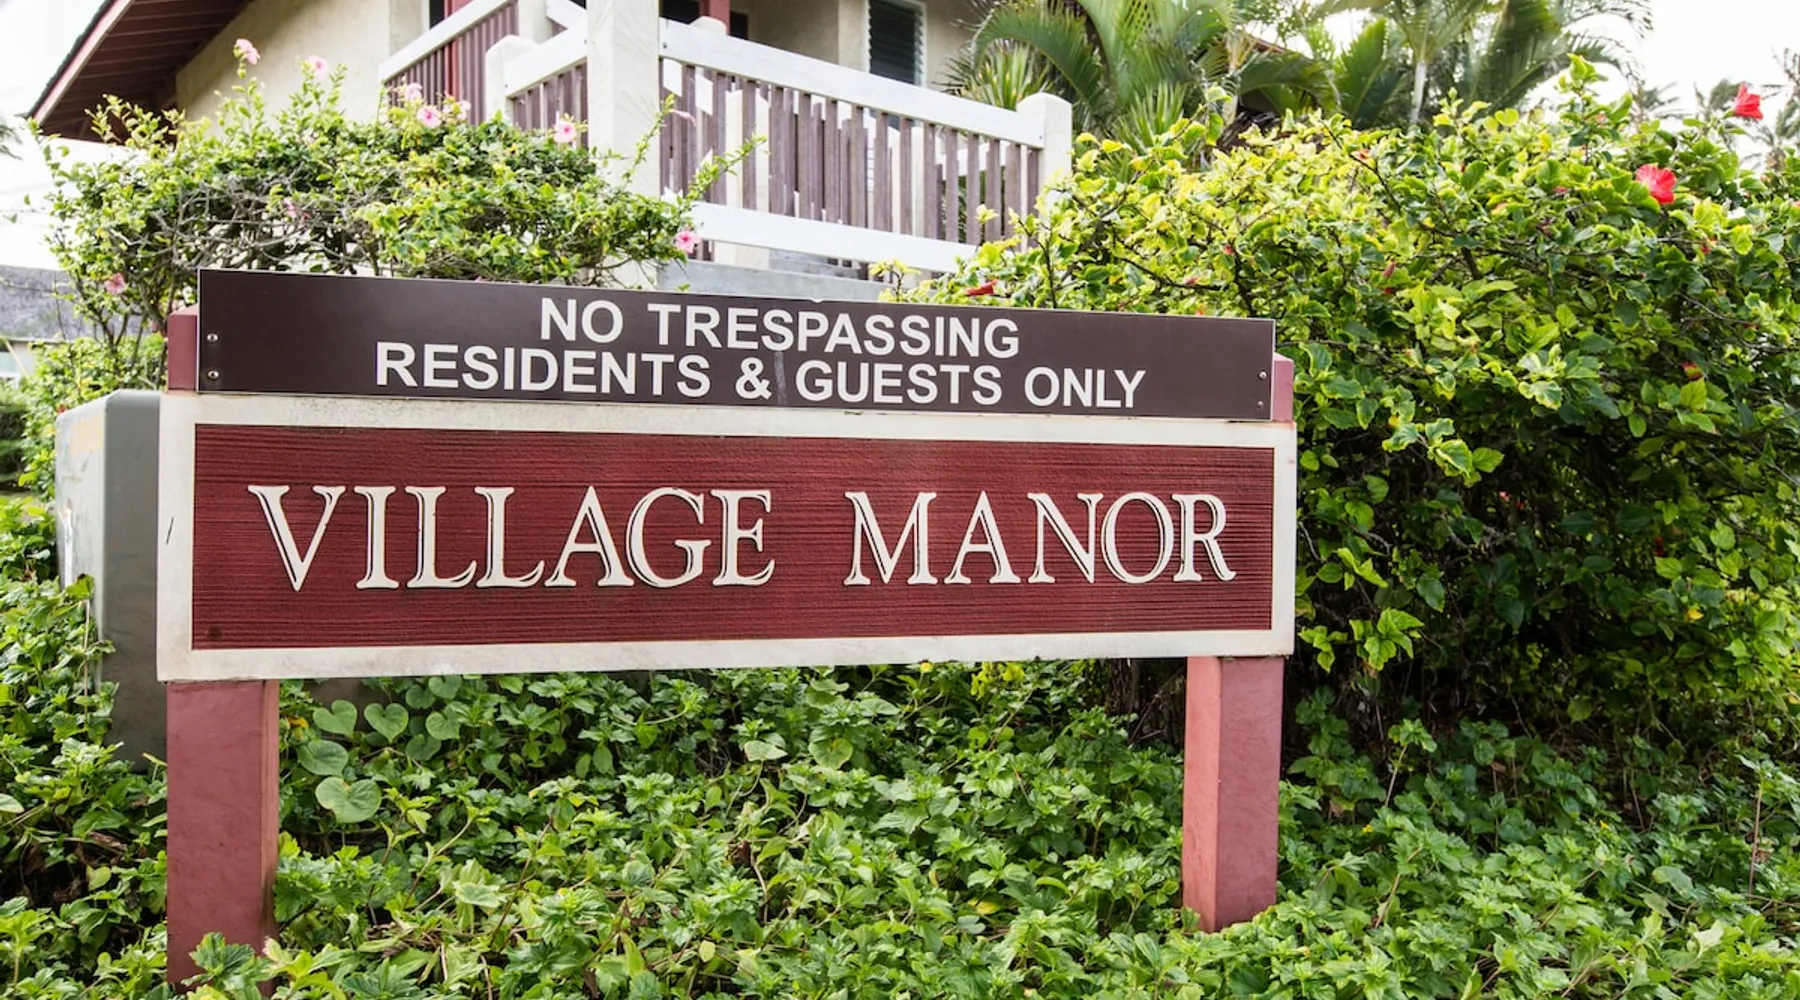 NO TRESPASSING
RESIDENTS & GUESTS ONLY
VILLAGE MANOR